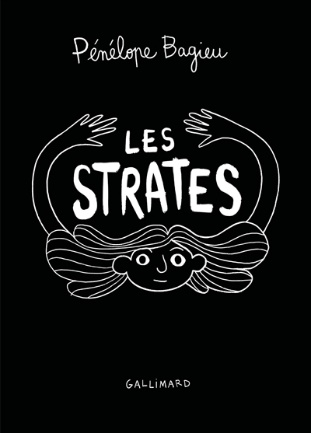 Pénélope Bagieu
LES
STRATES
GALLIMARD